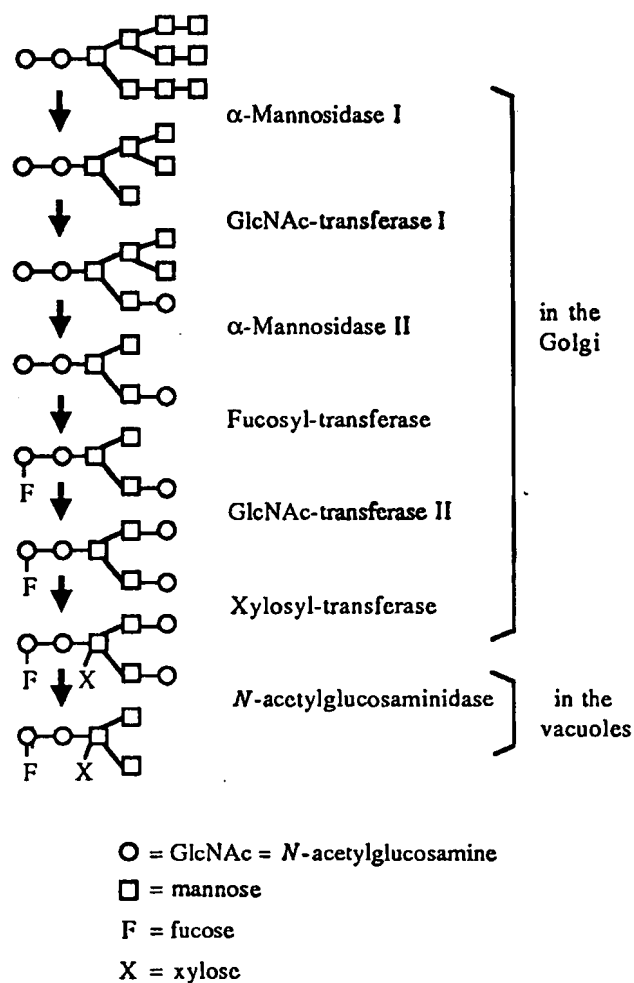 α-Mannosidase I
GlcNAc-transferase I
α-Mannosidase II
Fucosyl-transferase
F
GlcNAc-transferase II
F
Xylosyl-transferase
F X
N-acetylglucosaminidase
F X
in the
Golgi
in the
vacuoles
= GlcNAc = N-acetylglucosamine
= mannose
F = fucose
X = xylose